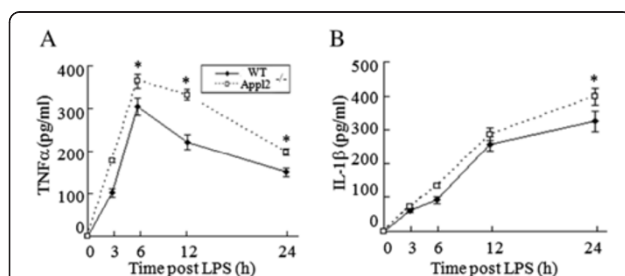 A
B
TNFα (pg/ml)
400
300
200
100
0
* * *
WT
Appl2 -/-
0 3 6 12 24
Time post LPS (h)
IL-1β (pg/ml)
500
400
300
200
100
0
*
0 3 6 12 24
Time post LPS (h)